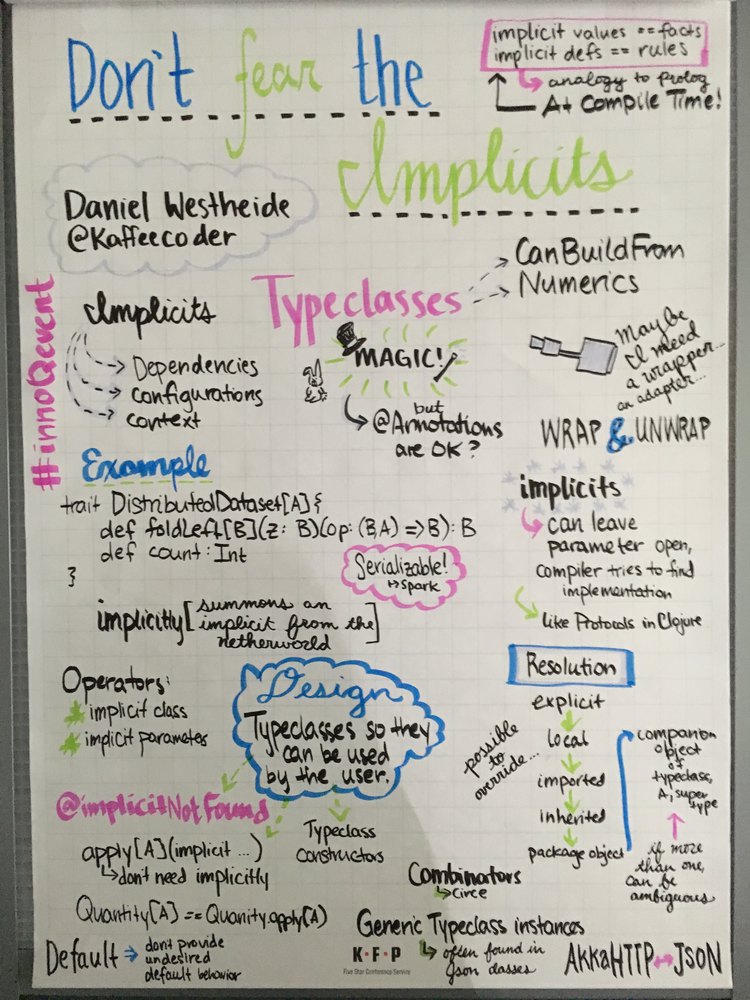 Don't fear the
Implicits
implicit values == facts
implicit defs == rules
analogy to prolog
At Compile Time!
Daniel Westheide
@Kaffeecoder
#innoQevent
Implicits
Dependencies
configurations
context
Typeclasses
CanBuildFrom
Numerics
MAGIC!
but
@Annotations
are OK?
Maybe
I need
a wrapper...
an adapter...
WRAP & UNWRAP
Example
trait DistributedDataset[A] {
def foldLeft[B](z: B)(op: (B,A) => B): B
def count: Int
}
Serializable!
↦ Spark
implicits
can leave
parameter open,
compiler tries to find
implementation
Like Protocols in Clojure
implicitly [summons an
implicit from the
netherworld]
Operators:
implicit class
implicit parameter
Design
Typeclasses so they
can be used
by the user.
@implicitNotFound
apply[A](implicit ...)
don't need implicitly
Typeclass
constructors
Quantity[A] == Quanity.apply(A)
Default → dont provide
undesired
default behavior
Resolution
explicit
local
imported
inherited
package object
possible
to
override...
companion
object
of
typeclass,
A, super
type
if more
than one,
can be
ambiguous
Combinators
Circe
Generic Typeclass instances
often found in
Json classes
K·F·P
Five Star Conference Service
AkkaHTTP ↔ JSON